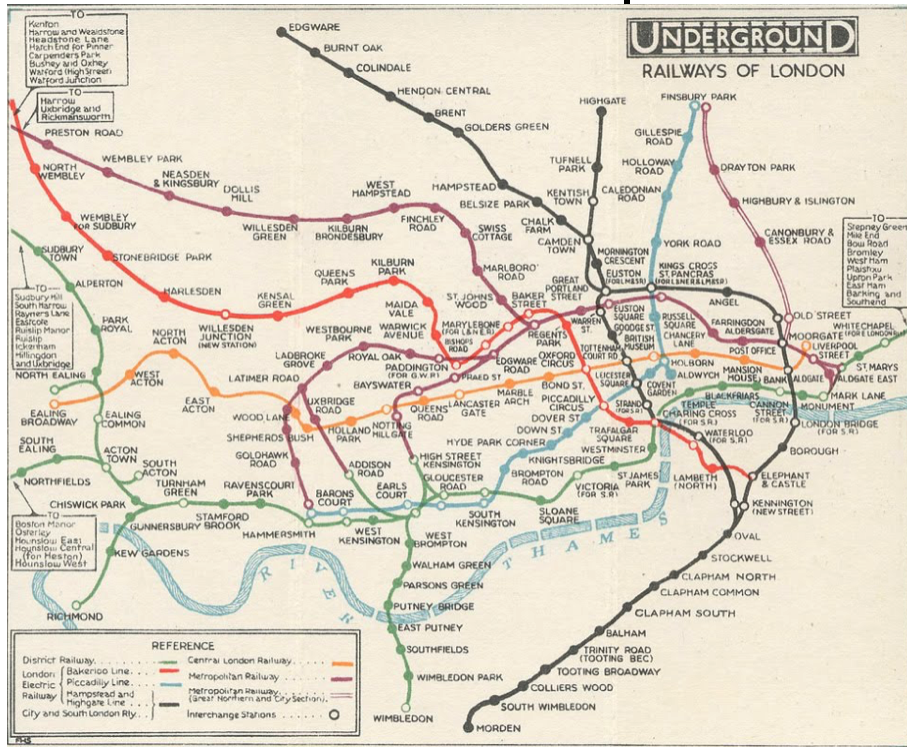 UNDERGROUND
RAILWAYS OF LONDON
TO
Kenton
Harrow and Wealdstone
Headstone Lane
Hatch End for Pinner
Carpenders Park
Bushey and Oxhey
Watford (High Street)
Watford Junction
TO
Harrow
Uxbridge and
Rickmansworth
EDGWARE
BURNT OAK
COLINDALE
HENDON CENTRAL
BRENT
GOLDERS GREEN
HAMPSTEAD
BELSIZE PARK
CHALK
FARM
CAMDEN
TOWN
HIGHGATE
TUFNELL
PARK
KENTISH
TOWN
FINSBURY PARK
GILLESPIE
ROAD
HOLLOWAY
ROAD
CALEDONIAN
ROAD
YORK ROAD
DRAYTON PARK
HIGHBURY & ISLINGTON
CANONBURY &
ESSEX ROAD
PRESTON ROAD
WEMBLEY PARK
NEASDEN
& KINGSBURY
DOLLIS
HILL
WILLESDEN
GREEN
KILBURN
BRONDESBURY
WEST
HAMPSTEAD
FINCHLEY
ROAD
SWISS
COTTAGE
MARLBORO'
ROAD
ST. JOHNS
WOOD
NORTH
WEMBLEY
WEMBLEY
FOR SUDBURY
STONEBRIDGE PARK
HARLESDEN
WILLESDEN
JUNCTION
(NEW STATION)
KENSAL
GREEN
QUEENS
PARK
KILBURN
PARK
MAIDA
VALE
WARWICK
AVENUE
MORNINGTON
CRESCENT
EUSTON
(FOR LM&SR)
KINGS CROSS
ST. PANCRAS
(FOR L&NER & LMESR)
ANGEL
OLD STREET
MOORGATE
LIVERPOOL
STREET
WHITECHAPEL
ST. MARYS
ALDGATE EAST
ALDGATE
MARK LANE
MONUMENT
TO
Stepney Green
Mile End
Bow Road
Bromley
West Ham
Plaistow
Upton Park
East Ham
Barking and
Southend
SUDBURY
TOWN
ALPERTON
PARK
ROYAL
TO
Sudbury Hill
South Harrow
Rayners Lane
Eastcote
Ruislip Manor
Ruislip
Ickenham
Hillingdon
and Uxbridge
NORTH EALING
EALING
BROADWAY
EALING
COMMON
WEST
ACTON
NORTH
ACTON
EAST
ACTON
LATIMER ROAD
WOOD LANE
SHEPHERDS BUSH
GOLDHAWK
ROAD
LADBROKE
GROVE
WESTBOURNE
PARK
ROYAL OAK
UXBRIDGE
ROAD
HOLLAND
PARK
NOTTING
HILL GATE
BAYSWATER
PADDINGTON
(FOR G.W.R)
PRAED ST.
BISHOPS
ROAD
MARYLEBONE
(FOR L&NER)
EDGWARE
ROAD
BAKER
STREET
GREAT
PORTLAND
STREET
REGENTS
PARK
WARREN
ST.
EUSTON
SQUARE
GOODGE ST.
RUSSELL
SQUARE
BRITISH
MUSEUM
CHANCERY
LANE
FARRINGDON
ALDERSGATE
POST OFFICE
HOLBORN
ALDWYCH
TOTTENHAM
COURT RD
LEICESTER
SQUARE
COVENT
GARDEN
OXFORD
CIRCUS
BOND ST.
MARBLE
ARCH
LANCASTER
GATE
QUEENS
ROAD
PICCADILLY
CIRCUS
DOVER ST.
DOWN ST.
HYDE PARK CORNER
KNIGHTSBRIDGE
BROMPTON
ROAD
TRAFALGAR
SQUARE
STRAND
(FOR S.R)
CHARING CROSS
(FOR S.R)
TEMPLE
BLACKFRIARS
MANSION
HOUSE
BANK
CANNON
STREET
(FOR S.R)
LONDON BRIDGE
(FOR S.R)
BOROUGH
ELEPHANT
& CASTLE
WATERLOO
(FOR S.R)
LAMBETH
(NORTH)
WESTMINSTER
ST. JAMES
PARK
VICTORIA
(FOR S.R)
SLOANE
SQUARE
SOUTH
KENSINGTON
GLOUCESTER
ROAD
HIGH STREET
KENSINGTON
ADDISON
ROAD
EARLS
COURT
BARONS
COURT
WEST
KENSINGTON
HAMMERSMITH
RAVENSCOURT
PARK
STAMFORD
BROOK
TURNHAM
GREEN
SOUTH
ACTON
ACTON
TOWN
CHISWICK PARK
GUNNERSBURY
KEW GARDENS
RICHMOND
SOUTH
EALING
NORTHFIELDS
TO
Boston Manor
Osterley
Hounslow East
Hounslow Central
(for Heston)
Hounslow West
WEST
BROMPTON
WALHAM GREEN
PARSONS GREEN
PUTNEY BRIDGE
EAST PUTNEY
SOUTHFIELDS
WIMBLEDON PARK
WIMBLEDON
RIVER THAMES
KENNINGTON
(NEW STREET)
OVAL
STOCKWELL
CLAPHAM NORTH
CLAPHAM COMMON
CLAPHAM SOUTH
BALHAM
TRINITY ROAD
(TOOTING BEC)
TOOTING BROADWAY
COLLIERS WOOD
SOUTH WIMBLEDON
MORDEN
REFERENCE
District Railway
London Electric Railway
Bakerloo Line
Piccadilly Line
Hampstead and
Highgate Line
City and South London Rly.
Central London Railway
Metropolitan Railway
Metropolitan Railway
(Great Northern and City Section)
Interchange Stations
FHS